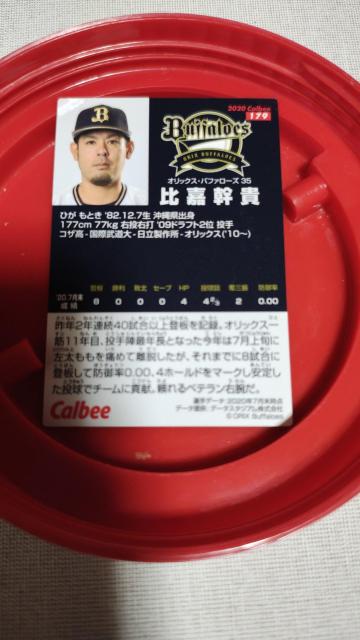 B
2020 Calbee
179
Buffaloes
ORIX BUFFALOES
オリックス・バファローズ 35
比嘉幹貴
ひが もとき '82.12.7生 沖縄県出身
177cm 77kg 右投右打 '09ドラフト2位 投手
コザ高-国際武道大-日立製作所-オリックス('10~)
登板 勝利 敗北 セーブ HP 投球回 奪三振 防御率
'20.7月末成績 8 0 0 0 4 4⅔ 2 0.00
昨年2年連続40試合以上登板を記録。オリックス一
筋11年目、投手陣最年長となった今年は7月上旬に
左太ももを痛めて離脱したが、それまでに8試合に
登板して防御率0.00、4ホールドをマークし安定し
た投球でチームに貢献。頼れるベテラン右腕だ。
Calbee
選手データ:2020年7月末時点
データ提供:データスタジアム株式会社
© ORIX Buffaloes